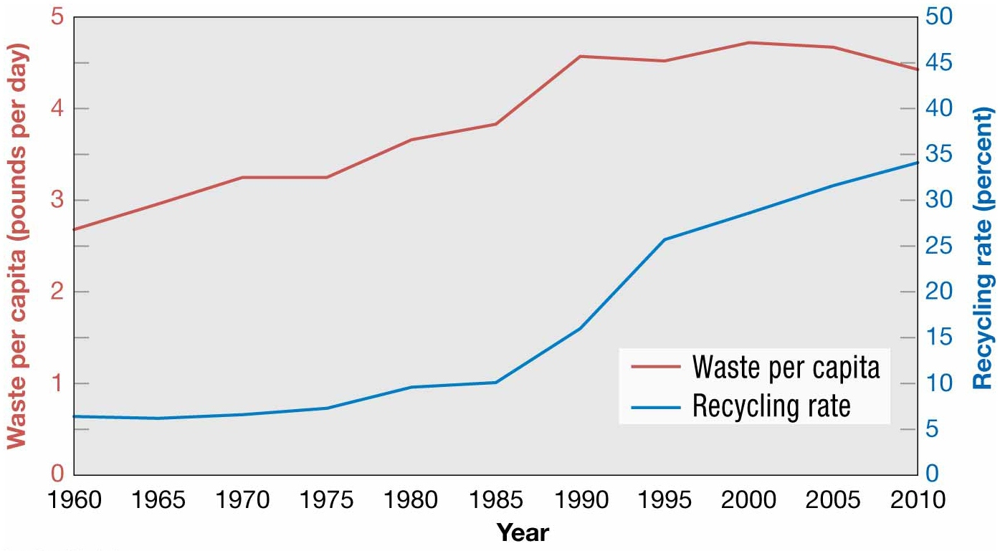 Waste per capita (pounds per day)
5
4
3
2
1
0
50
45
40
35
30
25
20
15
10
5
0
Recycling rate (percent)
Waste per capita
Recycling rate
1960 1965 1970 1975 1980 1985 1990 1995 2000 2005 2010
Year